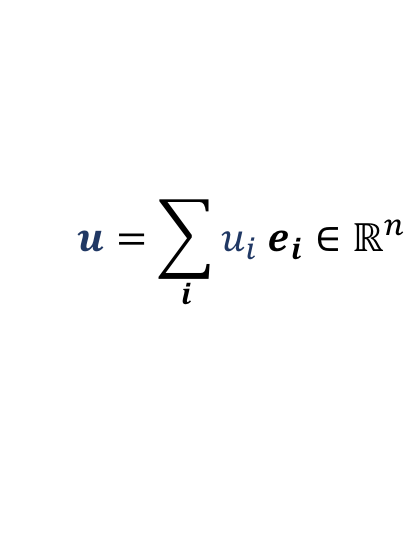 𝒖 = ∑ᵢ uᵢ 𝒆ᵢ ∈ ℝⁿ